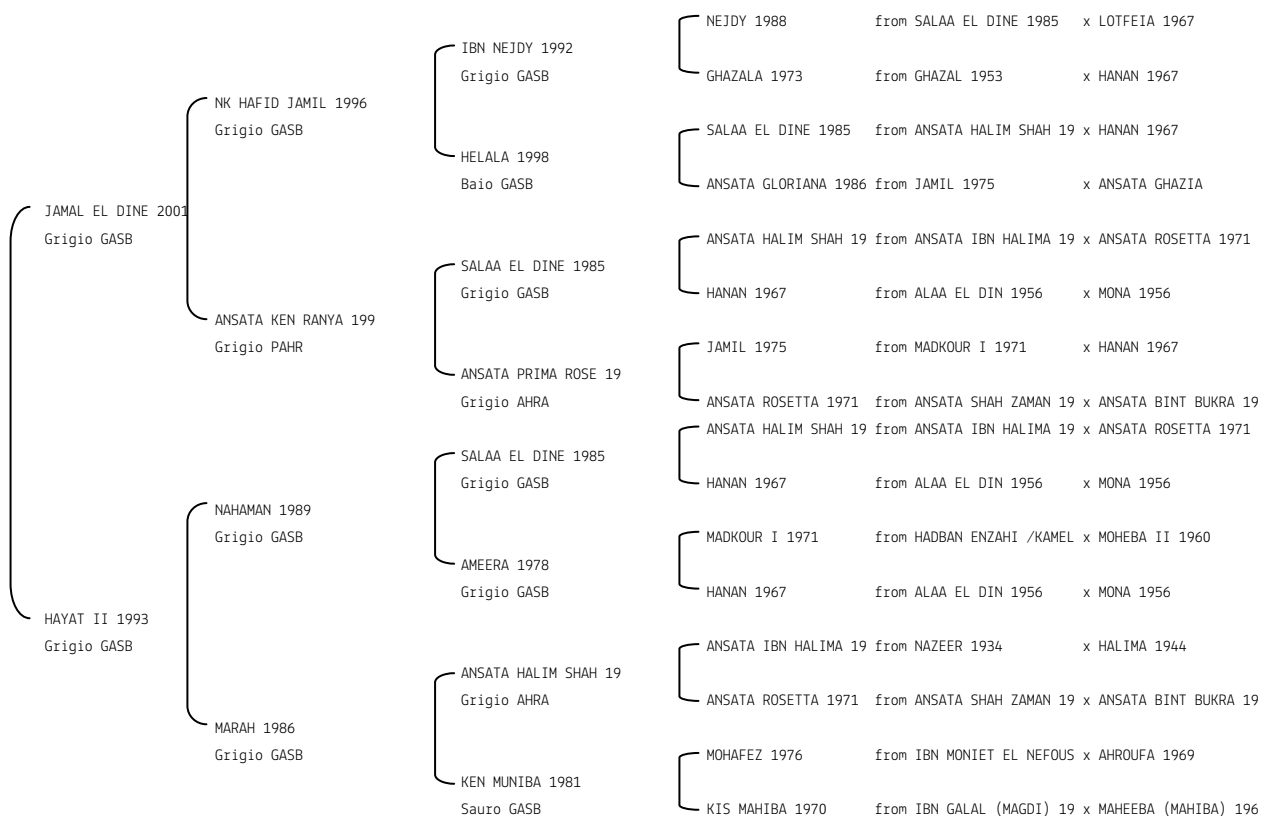 NEJDY 1988 from SALAA EL DINE 1985 x LOTFEIA 1967
IBN NEJDY 1992
Grigio GASB
GHAZALA 1973 from GHAZAL 1953 x HANAN 1967
NK HAFID JAMIL 1996
Grigio GASB
SALAA EL DINE 1985 from ANSATA HALIM SHAH 19 x HANAN 1967
HELALA 1998
Baio GASB
ANSATA GLORIANA 1986 from JAMIL 1975 x ANSATA GHAZIA
JAMAL EL DINE 2001
Grigio GASB
ANSATA HALIM SHAH 19 from ANSATA IBN HALIMA 19 x ANSATA ROSETTA 1971
SALAA EL DINE 1985
Grigio GASB
HANAN 1967 from ALAA EL DIN 1956 x MONA 1956
ANSATA KEN RANYA 199
Grigio PAHR
JAMIL 1975 from MADKOUR I 1971 x HANAN 1967
ANSATA PRIMA ROSE 19
Grigio AHRA
ANSATA ROSETTA 1971 from ANSATA SHAH ZAMAN 19 x ANSATA BINT BUKRA 19
ANSATA HALIM SHAH 19 from ANSATA IBN HALIMA 19 x ANSATA ROSETTA 1971
SALAA EL DINE 1985
Grigio GASB
HANAN 1967 from ALAA EL DIN 1956 x MONA 1956
NAHAMAN 1989
Grigio GASB
MADKOUR I 1971 from HADBAN ENZAHI /KAMEL x MOHEBA II 1960
AMEERA 1978
Grigio GASB
HANAN 1967 from ALAA EL DIN 1956 x MONA 1956
HAYAT II 1993
Grigio GASB
ANSATA IBN HALIMA 19 from NAZEER 1934 x HALIMA 1944
ANSATA HALIM SHAH 19
Grigio AHRA
ANSATA ROSETTA 1971 from ANSATA SHAH ZAMAN 19 x ANSATA BINT BUKRA 19
MARAH 1986
Grigio GASB
MOHAFEZ 1976 from IBN MONIET EL NEFOUS x AHROUFA 1969
KEN MUNIBA 1981
Sauro GASB
KIS MAHIBA 1970 from IBN GALAL (MAGDI) 19 x MAHEEBA (MAHIBA) 196